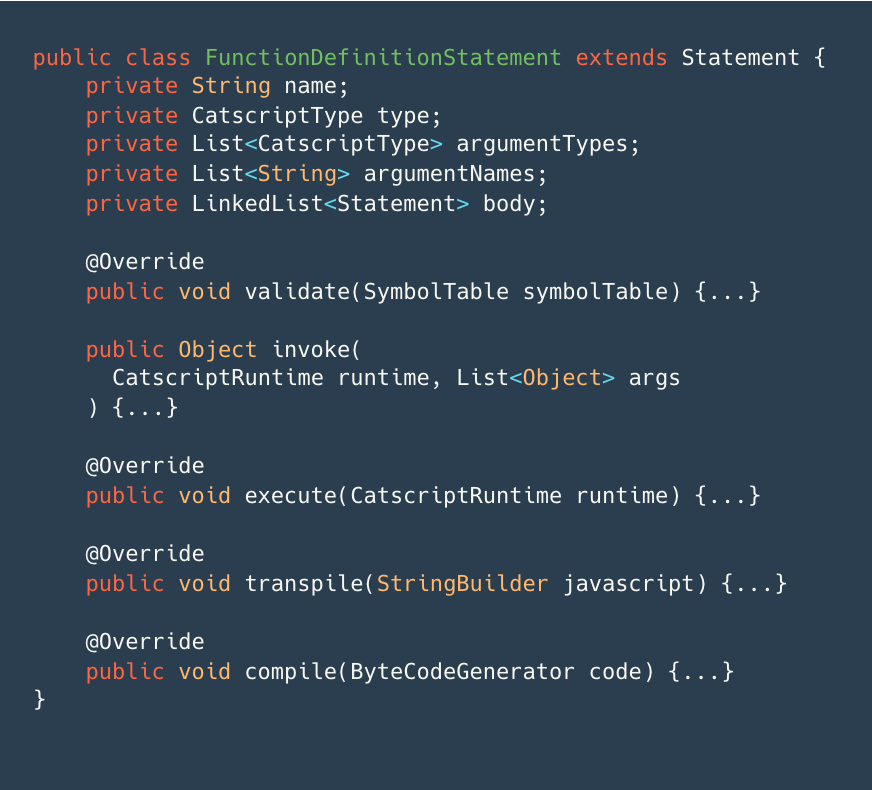 public class FunctionDefinitionStatement extends Statement {
    private String name;
    private CatscriptType type;
    private List<CatscriptType> argumentTypes;
    private List<String> argumentNames;
    private LinkedList<Statement> body;

    @Override
    public void validate(SymbolTable symbolTable) {...}

    public Object invoke(
      CatscriptRuntime runtime, List<Object> args
    ) {...}

    @Override
    public void execute(CatscriptRuntime runtime) {...}

    @Override
    public void transpile(StringBuilder javascript) {...}

    @Override
    public void compile(ByteCodeGenerator code) {...}
}